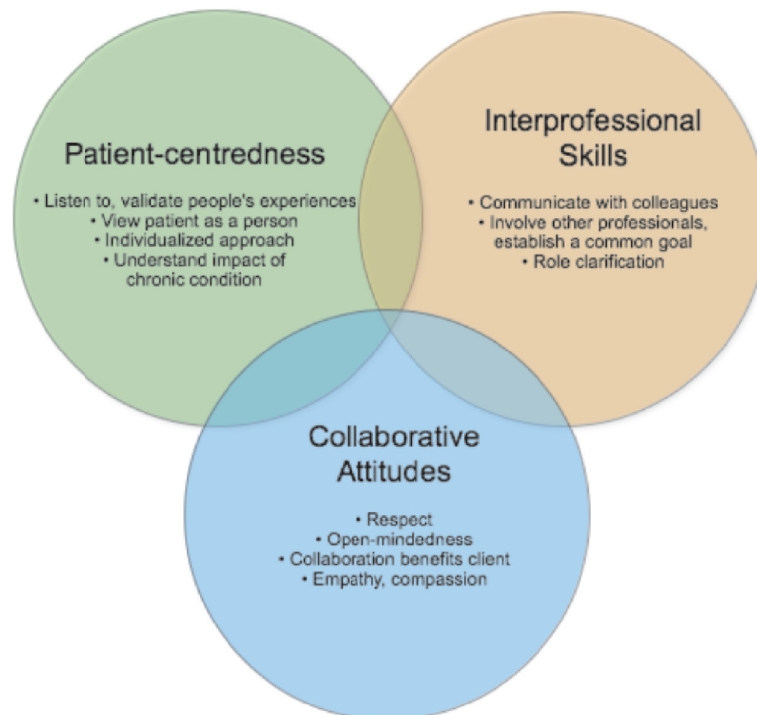 Patient-centredness
• Listen to, validate people's experiences
• View patient as a person
• Individualized approach
• Understand impact of
chronic condition
Interprofessional
Skills
• Communicate with colleagues
• Involve other professionals,
establish a common goal
• Role clarification
Collaborative
Attitudes
• Respect
• Open-mindedness
• Collaboration benefits client
• Empathy, compassion